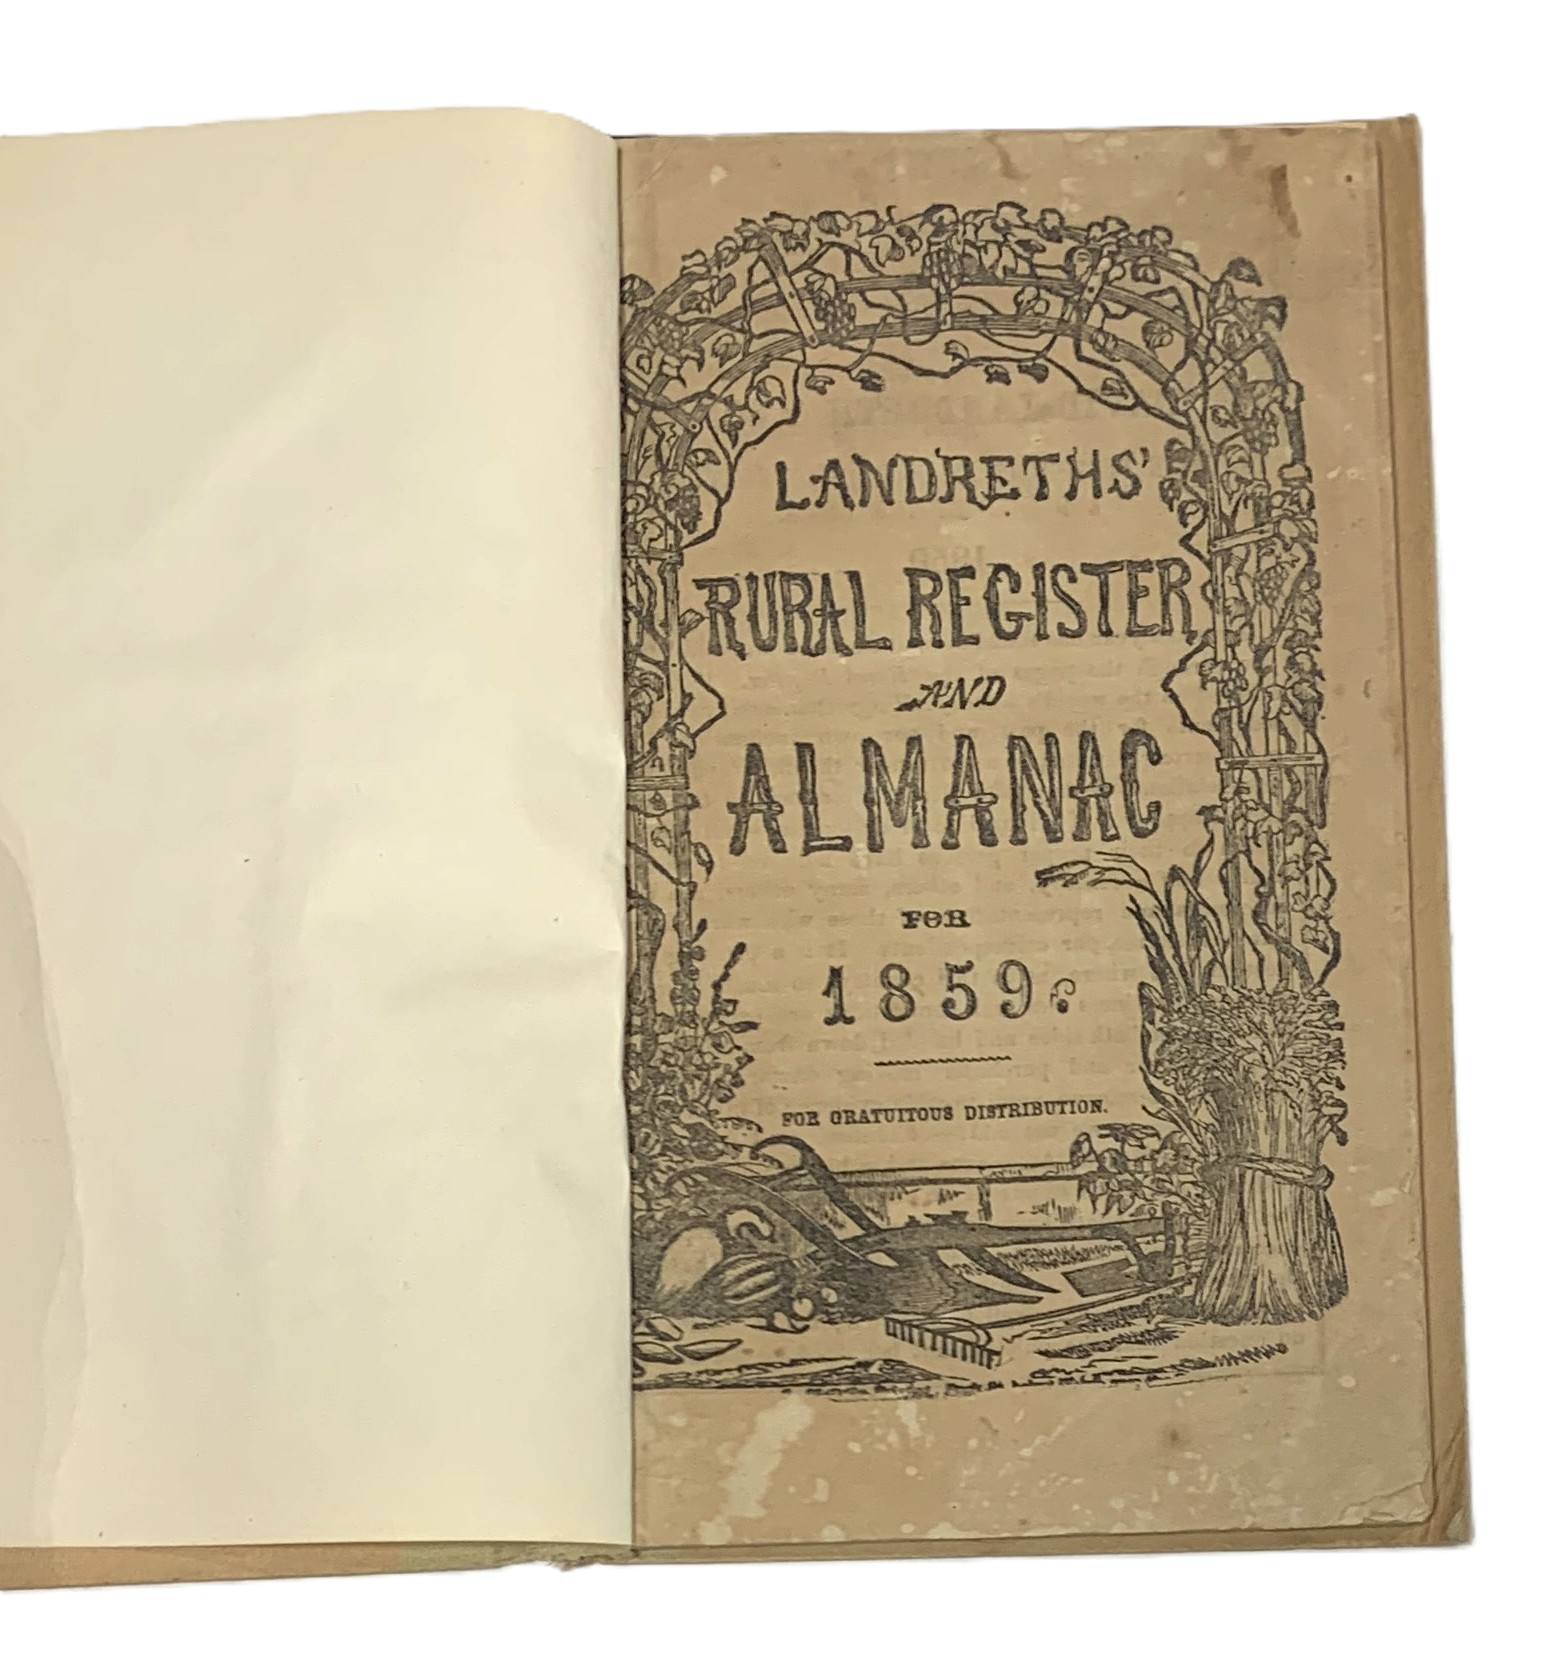 LANDRETHS'
RURAL REGISTER
AND
ALMANAC
FOR
1859
FOR GRATUITOUS DISTRIBUTION.